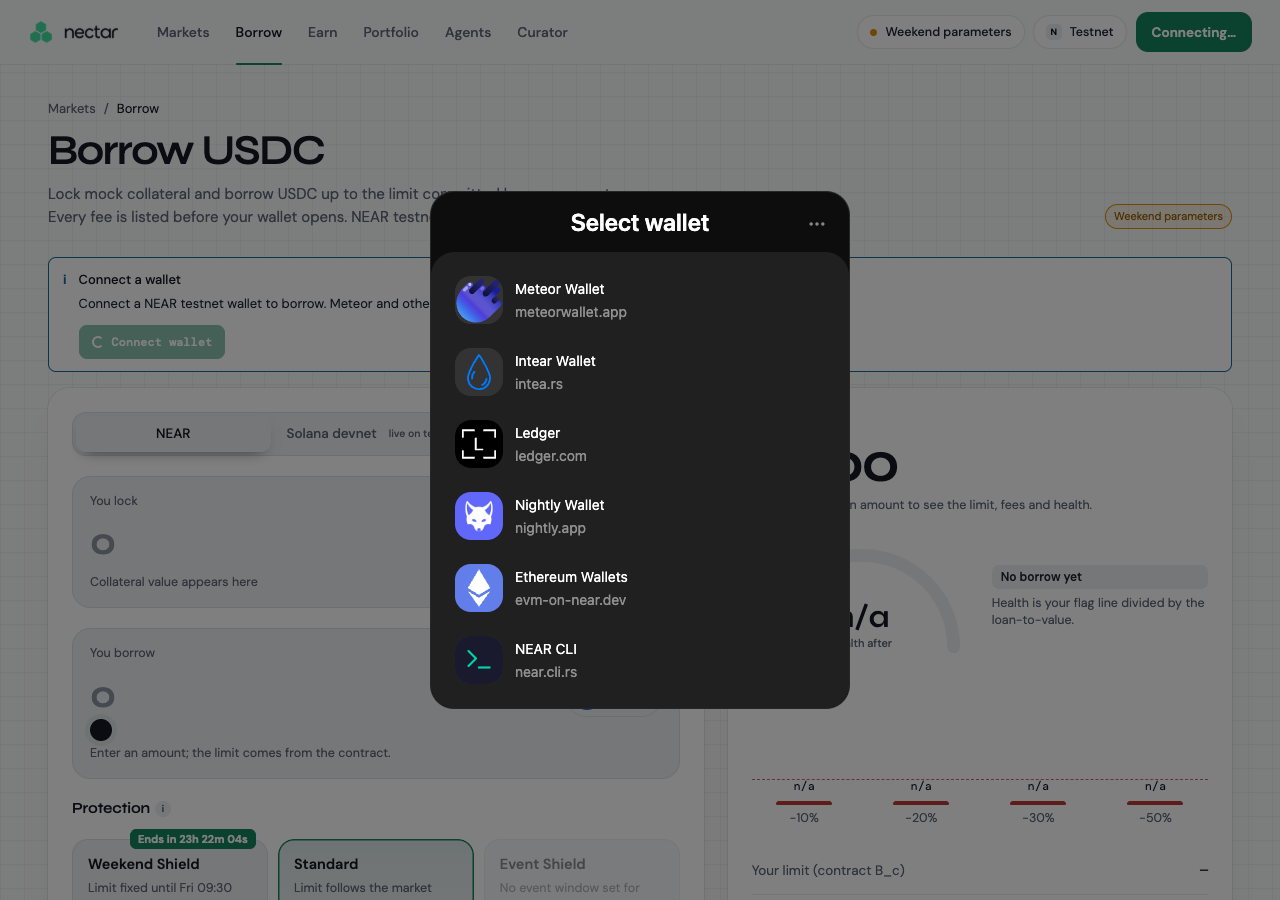 nectar
Markets
Borrow
Earn
Portfolio
Agents
Curator
Weekend parameters
N Testnet
Connecting…
Markets / Borrow
Borrow USDC
Lock mock collateral and borrow USDC up to the limit
Every fee is listed before your wallet opens. NEAR
Weekend parameters
i Connect a wallet
Connect a NEAR testnet wallet to borrow. Meteor and
Connect wallet
NEAR
Solana devnet live on
You lock
0
Collateral value appears here
You borrow
0
Enter an amount; the limit comes from the contract.
Protection i
Ends in 23h 22m 04s
Weekend Shield
Limit fixed until Fri 09:30
Standard
Limit follows the market
Event Shield
No event window set for
Select wallet
Meteor Wallet
meteorwallet.app
Intear Wallet
intea.rs
Ledger
ledger.com
Nightly Wallet
nightly.app
Ethereum Wallets
evm-on-near.dev
NEAR CLI
near.cli.rs
amount to see the limit, fees and health.
No borrow yet
Health is your flag line divided by the
loan-to-value.
n/a
after
n/a
n/a
n/a
n/a
-10%
-20%
-30%
-50%
Your limit (contract B_c)
–